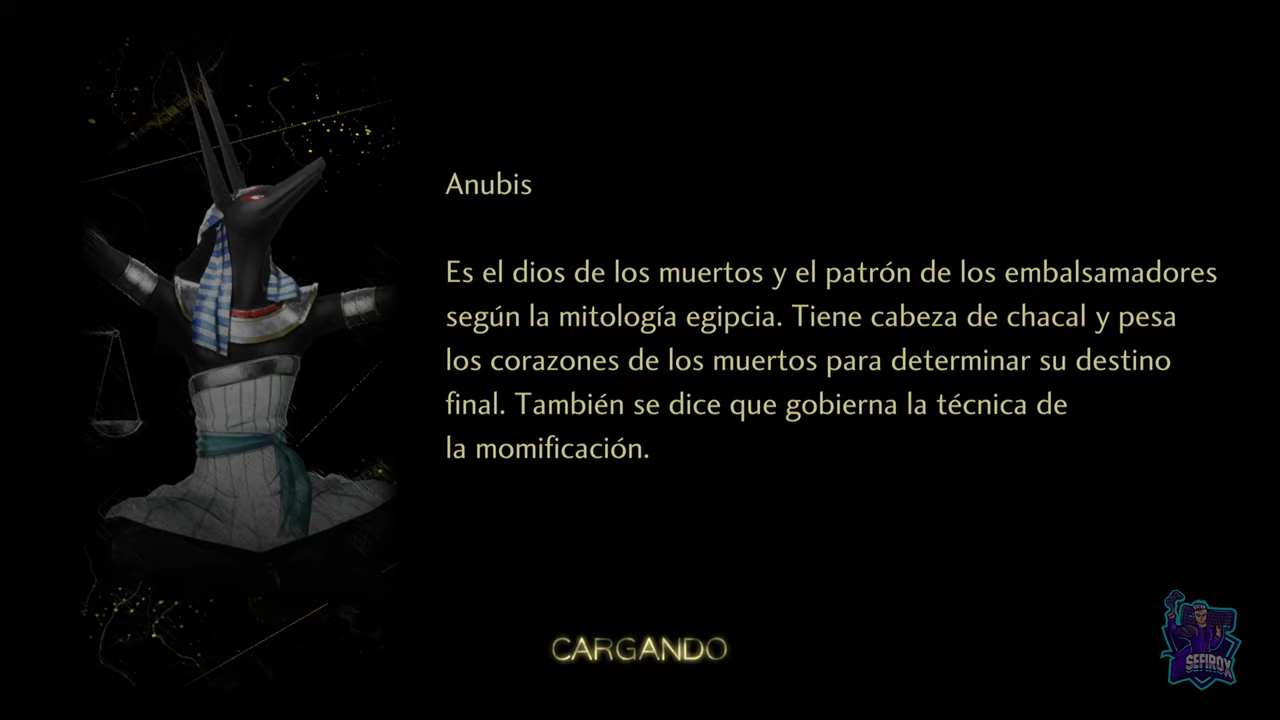 Anubis
Es el dios de los muertos y el patrón de los embalsamadores
según la mitología egipcia. Tiene cabeza de chacal y pesa
los corazones de los muertos para determinar su destino
final. También se dice que gobierna la técnica de
la momificación.
CARGANDO
SEFIROX